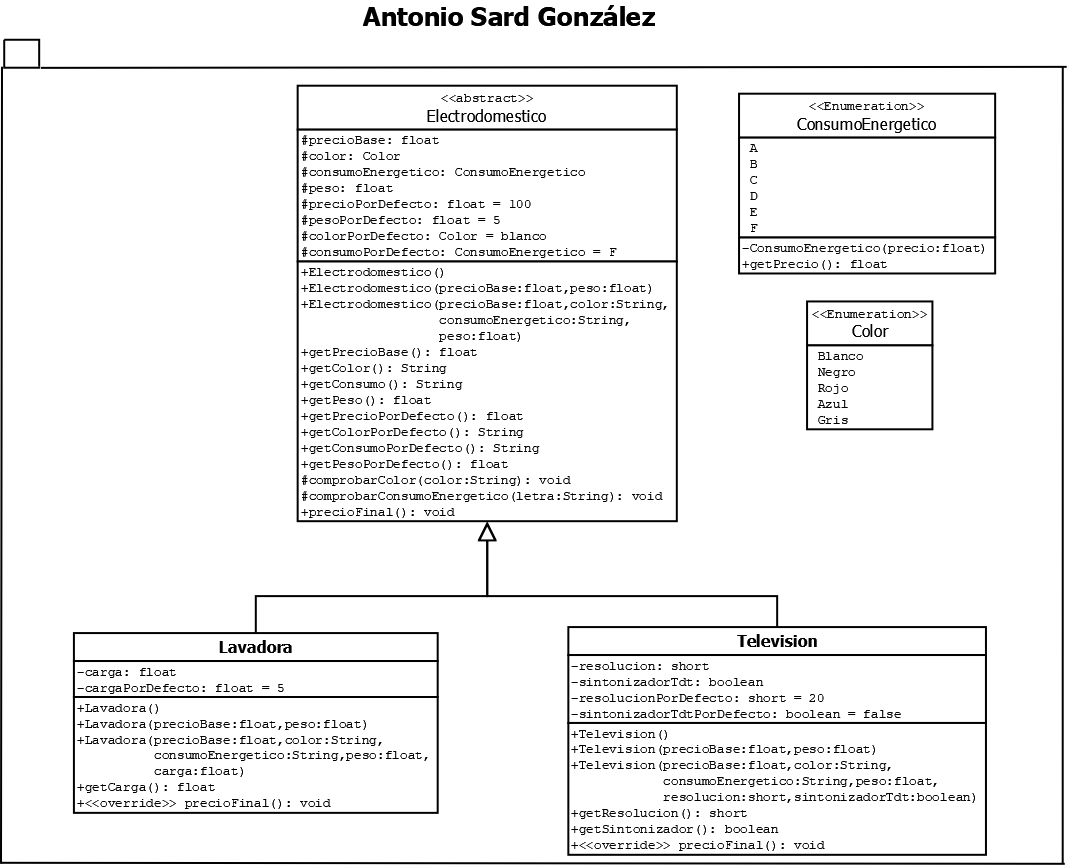 Antonio Sard González
<<abstract>>
Electrodomestico
#precioBase: float
#color: Color
#consumoEnergetico: ConsumoEnergetico
#peso: float
#precioPorDefecto: float = 100
#pesoPorDefecto: float = 5
#colorPorDefecto: Color = blanco
#consumoPorDefecto: ConsumoEnergetico = F
+Electrodomestico()
+Electrodomestico(precioBase:float,peso:float)
+Electrodomestico(precioBase:float,color:String,
consumoEnergetico:String,
peso:float)
+getPrecioBase(): float
+getColor(): String
+getConsumo(): String
+getPeso(): float
+getPrecioPorDefecto(): float
+getColorPorDefecto(): String
+getConsumoPorDefecto(): String
+getPesoPorDefecto(): float
#comprobarColor(color:String): void
#comprobarConsumoEnergetico(letra:String): void
+precioFinal(): void
<<Enumeration>>
ConsumoEnergetico
A
B
C
D
E
F
-ConsumoEnergetico(precio:float)
+getPrecio(): float
<<Enumeration>>
Color
Blanco
Negro
Rojo
Azul
Gris
Lavadora
-carga: float
-cargaPorDefecto: float = 5
+Lavadora()
+Lavadora(precioBase:float,peso:float)
+Lavadora(precioBase:float,color:String,
consumoEnergetico:String,peso:float,
carga:float)
+getCarga(): float
+<<override>> precioFinal(): void
Television
-resolucion: short
-sintonizadorTdt: boolean
-resolucionPorDefecto: short = 20
-sintonizadorTdtPorDefecto: boolean = false
+Television()
+Television(precioBase:float,peso:float)
+Television(precioBase:float,color:String,
consumoEnergetico:String,peso:float,
resolucion:short,sintonizadorTdt:boolean)
+getResolucion(): short
+getSintonizador(): boolean
+<<override>> precioFinal(): void